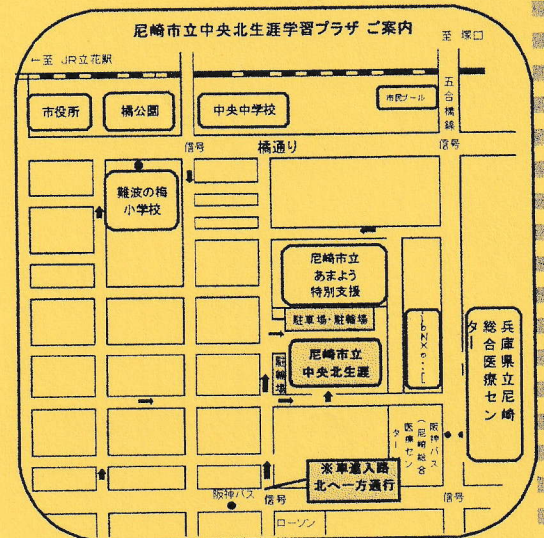 尼崎市立中央北生涯学習プラザ ご案内
至 塚口
←至 JR立花駅
市役所
橘公園
中央中学校
市民プール
五合橋線
信号
橘通り
信号
難波の梅
小学校
尼崎市立
あまよう
特別支援
駐車場・駐輪場
尼崎市立
中央北生涯
駐輪場
兵庫県立尼崎
総合医療セン
ター
阪神バス
(尼崎総合
医療セン
ター
※車進入路
北へ一方通行
阪神バス
信号
信号
ローソン